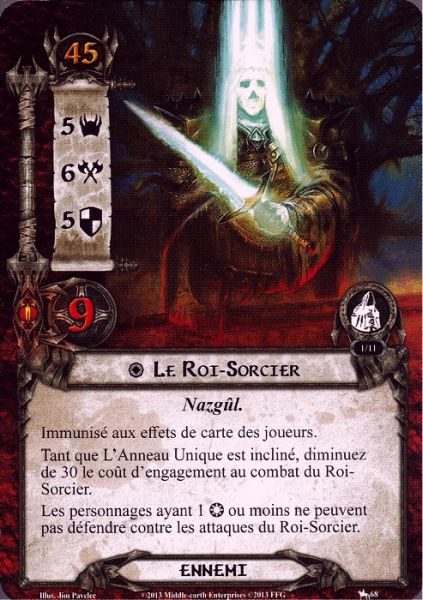 45
5
6
5
9
1/11
Le Roi-Sorcier
Nazgûl.
Immunisé aux effets de carte des joueurs.
Tant que L'Anneau Unique est incliné, diminuez
de 30 le coût d'engagement au combat du Roi-
Sorcier.
Les personnages ayant 1 ou moins ne peuvent
pas défendre contre les attaques du Roi-Sorcier.
ENNEMI
Illus. Jim Pavelec
©2013 Middle-earth Enterprises ©2013 FFG
68